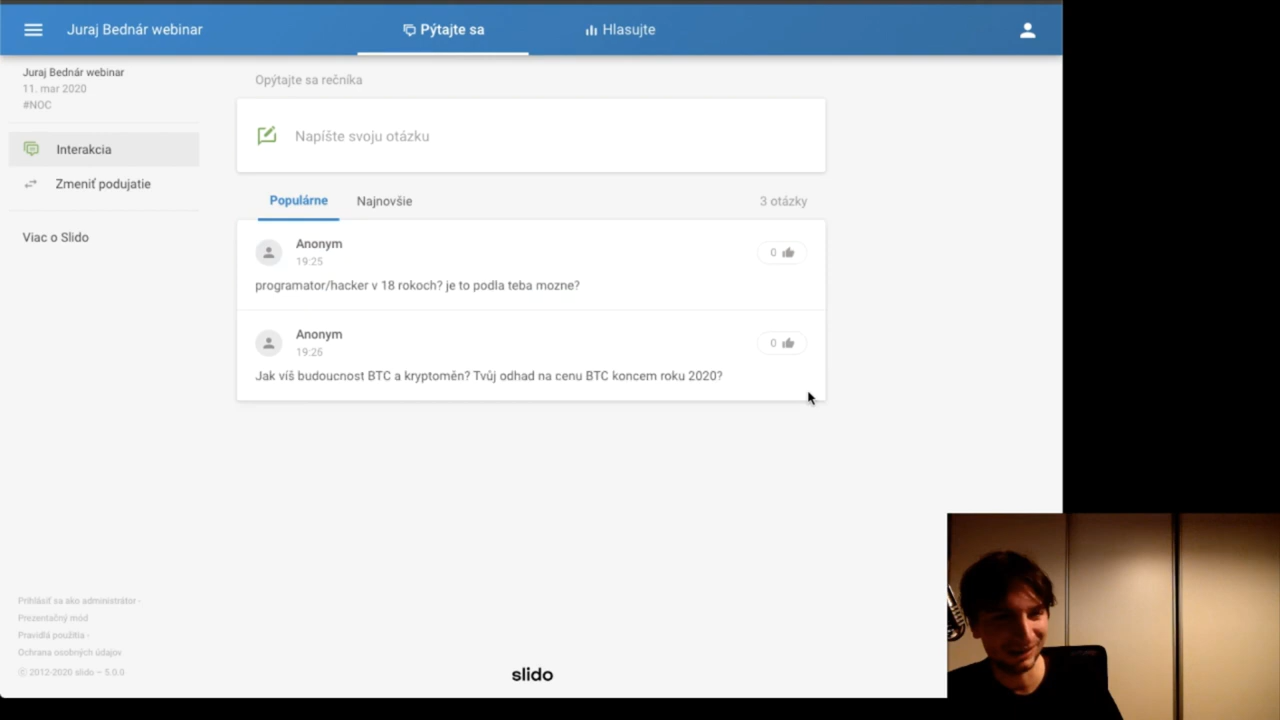 Juraj Bednár webinar
Pýtajte sa
Hlasujte
Juraj Bednár webinar
11. mar 2020
#NOC
Interakcia
Zmeniť podujatie
Viac o Slido
Opýtajte sa rečníka
Napíšte svoju otázku
Populárne
Najnovšie
3 otázky
Anonym
19:25
0
programator/hacker v 18 rokoch? je to podla teba mozne?
Anonym
19:26
0
Jak víš budoucnost BTC a kryptoměn? Tvůj odhad na cenu BTC koncem roku 2020?
Prihlásiť sa ako administrátor -
Prezentačný mód
Pravidlá použitia -
Ochrana osobných údajov
© 2012-2020 slido – 5.0.0
slido